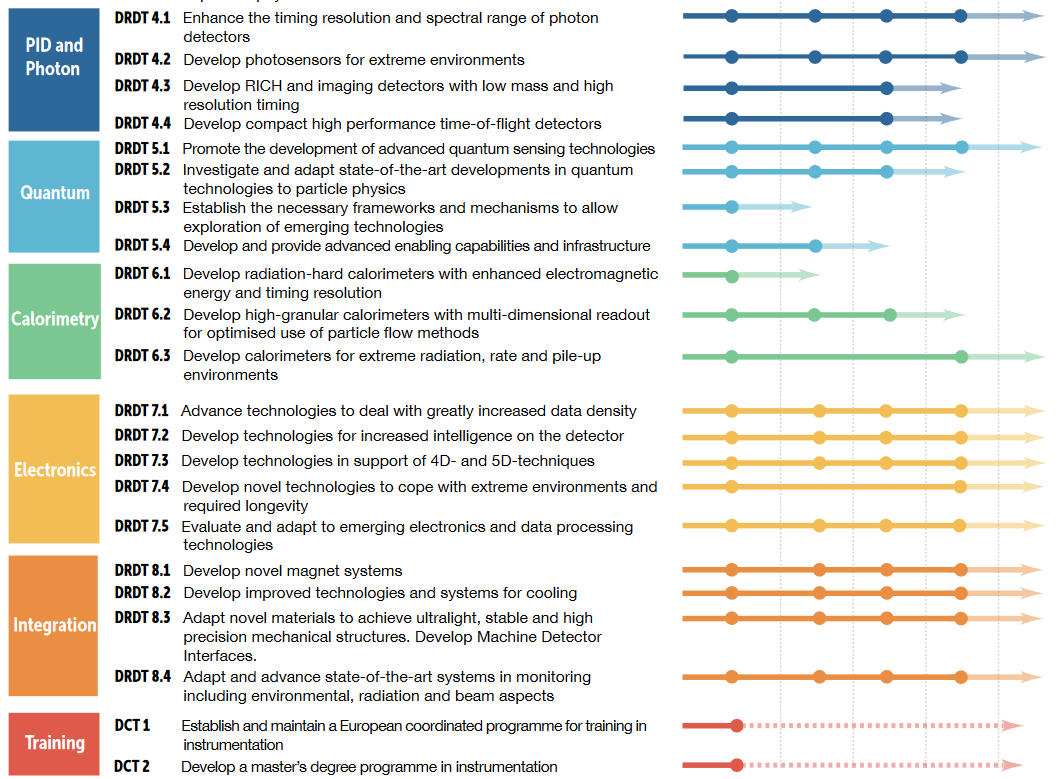 DRDT 4.1 Enhance the timing resolution and spectral range of photon
detectors
PID and
Photon
DRDT 4.2 Develop photosensors for extreme environments
DRDT 4.3 Develop RICH and imaging detectors with low mass and high
resolution timing
DRDT 4.4 Develop compact high performance time-of-flight detectors
Quantum
DRDT 5.1 Promote the development of advanced quantum sensing technologies
DRDT 5.2 Investigate and adapt state-of-the-art developments in quantum
technologies to particle physics
DRDT 5.3 Establish the necessary frameworks and mechanisms to allow
exploration of emerging technologies
DRDT 5.4 Develop and provide advanced enabling capabilities and infrastructure
Calorimetry
DRDT 6.1 Develop radiation-hard calorimeters with enhanced electromagnetic
energy and timing resolution
DRDT 6.2 Develop high-granular calorimeters with multi-dimensional readout
for optimised use of particle flow methods
DRDT 6.3 Develop calorimeters for extreme radiation, rate and pile-up
environments
Electronics
DRDT 7.1 Advance technologies to deal with greatly increased data density
DRDT 7.2 Develop technologies for increased intelligence on the detector
DRDT 7.3 Develop technologies in support of 4D- and 5D-techniques
DRDT 7.4 Develop novel technologies to cope with extreme environments and
required longevity
DRDT 7.5 Evaluate and adapt to emerging electronics and data processing
technologies
Integration
DRDT 8.1 Develop novel magnet systems
DRDT 8.2 Develop improved technologies and systems for cooling
DRDT 8.3 Adapt novel materials to achieve ultralight, stable and high
precision mechanical structures. Develop Machine Detector
Interfaces.
DRDT 8.4 Adapt and advance state-of-the-art systems in monitoring
including environmental, radiation and beam aspects
Training
DCT 1 Establish and maintain a European coordinated programme for training in
instrumentation
DCT 2 Develop a master's degree programme in instrumentation